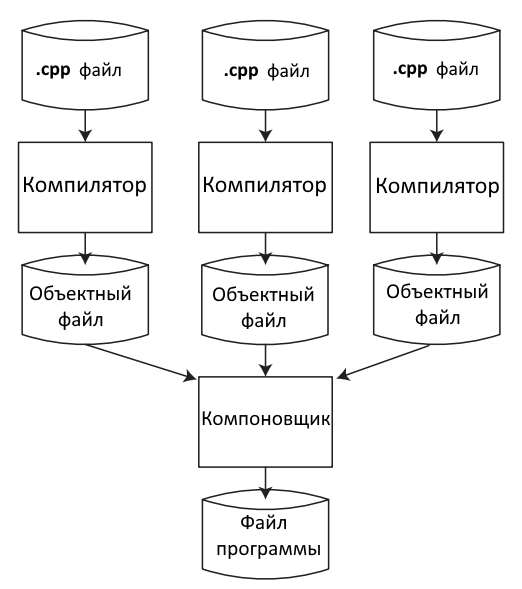 .cpp файл
.cpp файл
.cpp файл
Компилятор
Компилятор
Компилятор
Объектный
файл
Объектный
файл
Объектный
файл
Компоновщик
Файл
программы